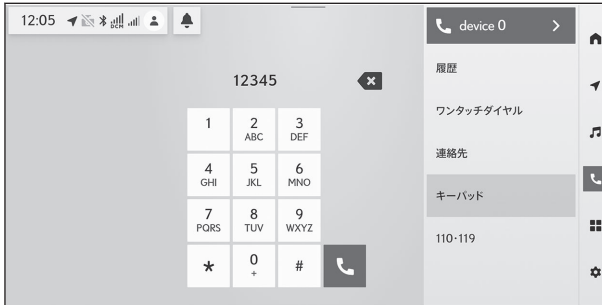 12:05
DCM
device 0
履歴
12345
ワンタッチダイヤル
1
2
ABC
3
DEF
連絡先
4
GHI
5
JKL
6
MNO
キーパッド
7
PQRS
8
TUV
9
WXYZ
110·119
*
0
+
#